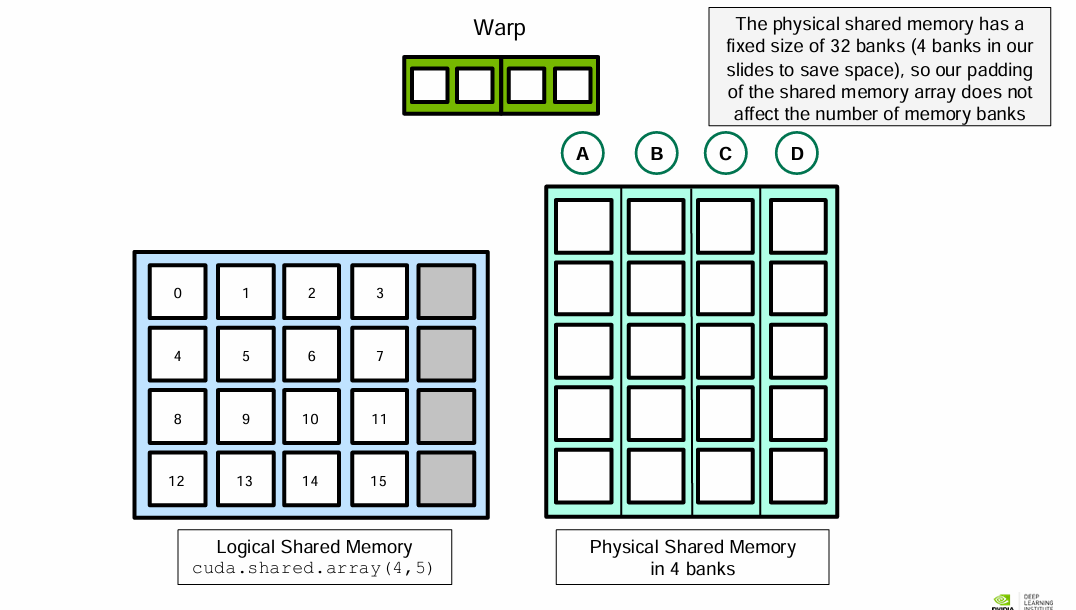 Warp
The physical shared memory has a
fixed size of 32 banks (4 banks in our
slides to save space), so our padding
of the shared memory array does not
affect the number of memory banks
A B C D
0 1 2 3
4 5 6 7
8 9 10 11
12 13 14 15
Logical Shared Memory
cuda.shared.array(4,5)
Physical Shared Memory
in 4 banks
NVIDIA
DEEP
LEARNING
INSTITUTE